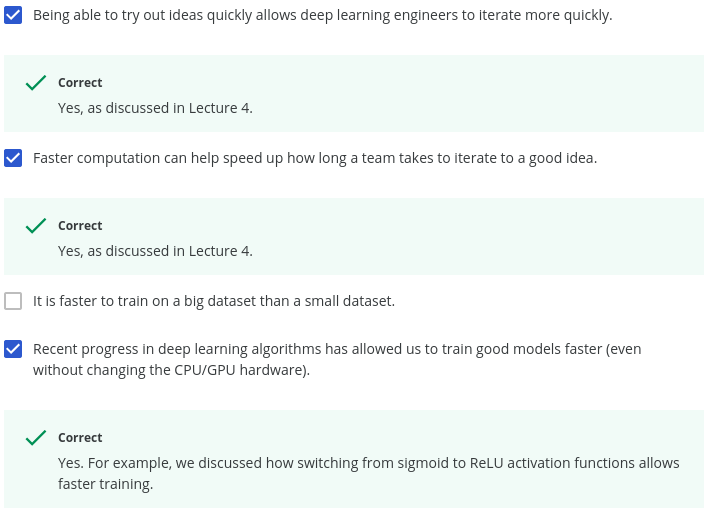 Being able to try out ideas quickly allows deep learning engineers to iterate more quickly.
Correct
Yes, as discussed in Lecture 4.
Faster computation can help speed up how long a team takes to iterate to a good idea.
Correct
Yes, as discussed in Lecture 4.
It is faster to train on a big dataset than a small dataset.
Recent progress in deep learning algorithms has allowed us to train good models faster (even
without changing the CPU/GPU hardware).
Correct
Yes. For example, we discussed how switching from sigmoid to ReLU activation functions allows
faster training.